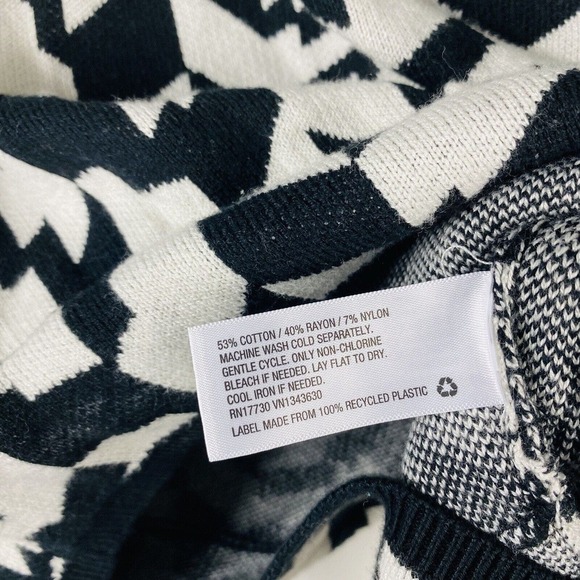 53% COTTON / 40% RAYON / 7% NYLON
MACHINE WASH COLD SEPARATELY.
GENTLE CYCLE. ONLY NON-CHLORINE
BLEACH IF NEEDED. LAY FLAT TO DRY.
COOL IRON IF NEEDED.
RN17730 VN1343630
LABEL MADE FROM 100% RECYCLED PLASTIC